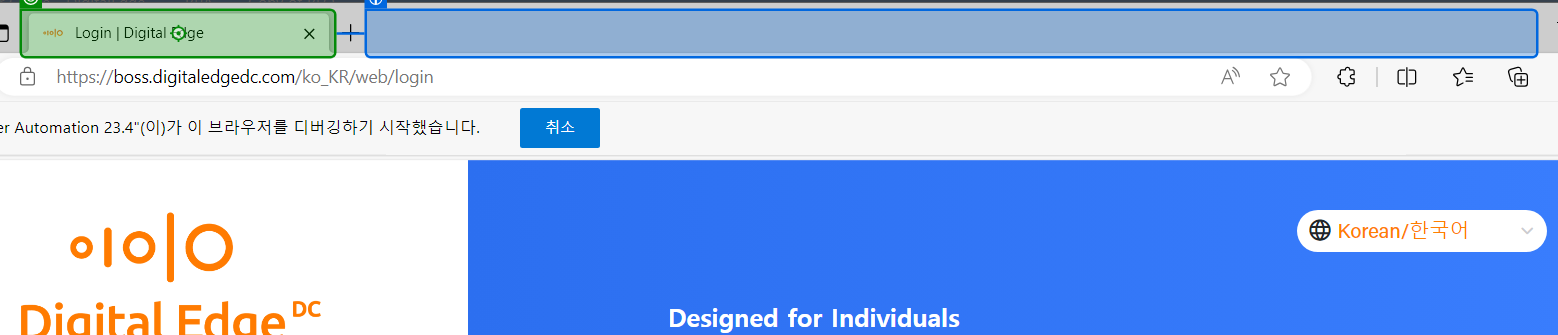 Login | Digital Edge
https://boss.digitaledgedc.com/ko_KR/web/login
er Automation 23.4"(이)가 이 브라우저를 디버깅하기 시작했습니다.
취소
Korean/한국어
Digital Edge DC
Designed for Individuals